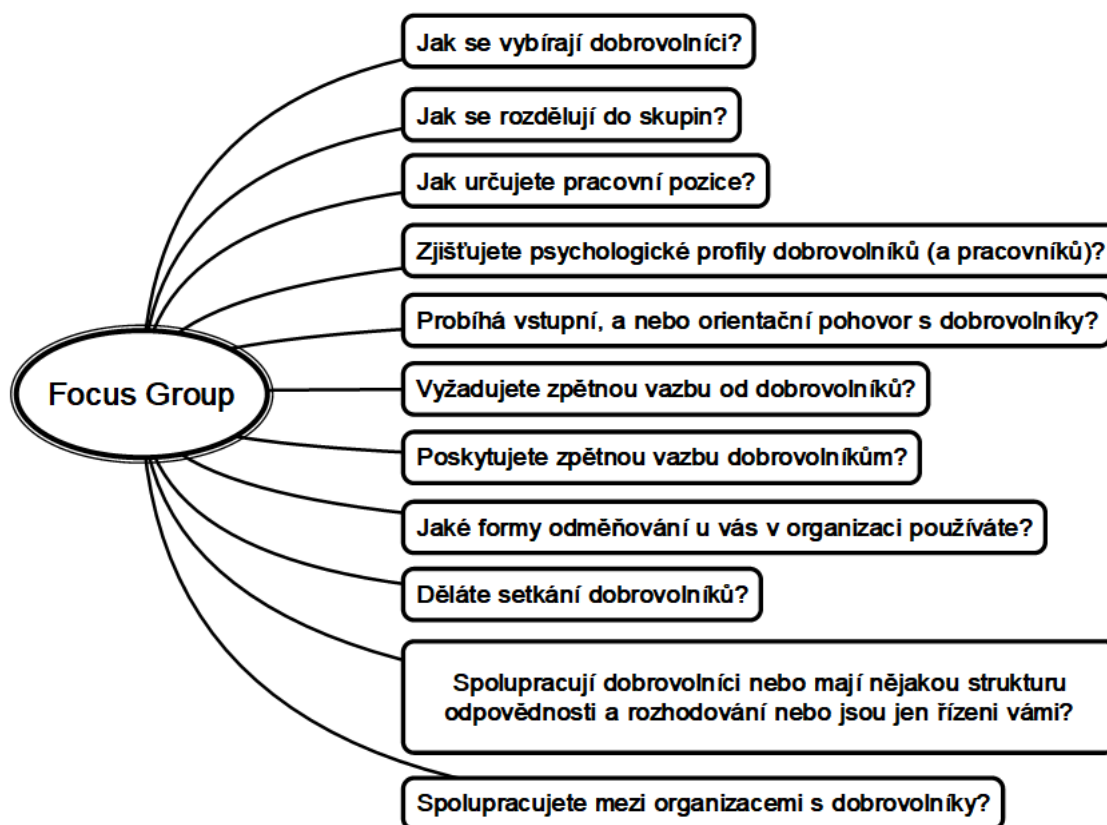 Jak se vybírají dobrovolníci?
Jak se rozdělují do skupin?
Jak určujete pracovní pozice?
Zjišťujete psychologické profily dobrovolníků (a pracovníků)?
Probíhá vstupní, a nebo orientační pohovor s dobrovolníky?
Focus Group
Vyžadujete zpětnou vazbu od dobrovolníků?
Poskytujete zpětnou vazbu dobrovolníkům?
Jaké formy odměňování u vás v organizaci používáte?
Děláte setkání dobrovolníků?
Spolupracují dobrovolníci nebo mají nějakou strukturu
odpovědnosti a rozhodování nebo jsou jen řízeni vámi?
Spolupracujete mezi organizacemi s dobrovolníky?